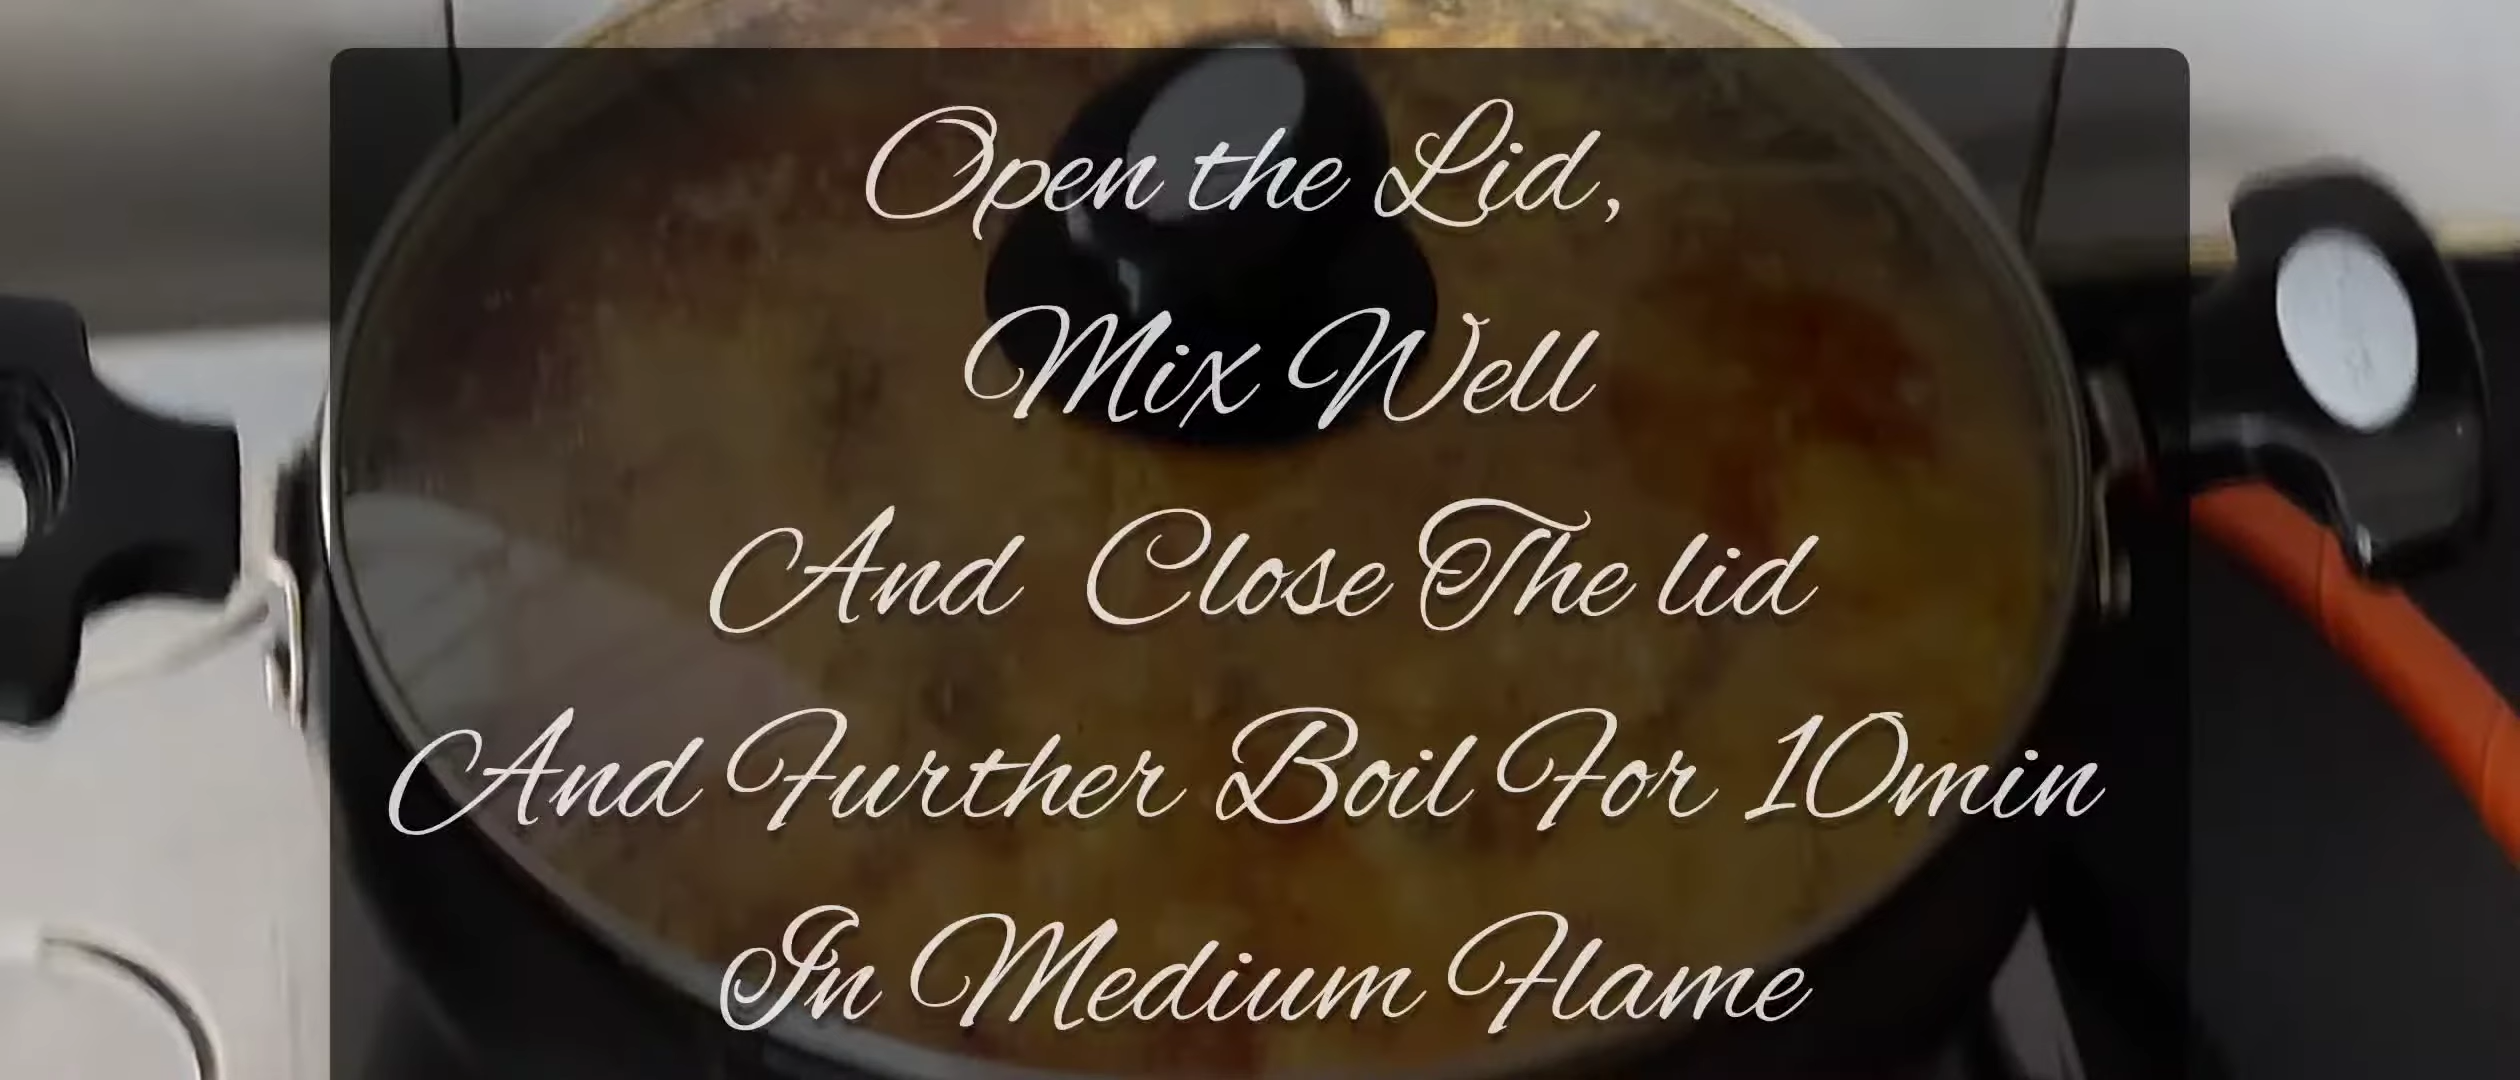 Open the Lid,
Mix Well
And Close The lid
And Further Boil For 10min
In Medium Flame